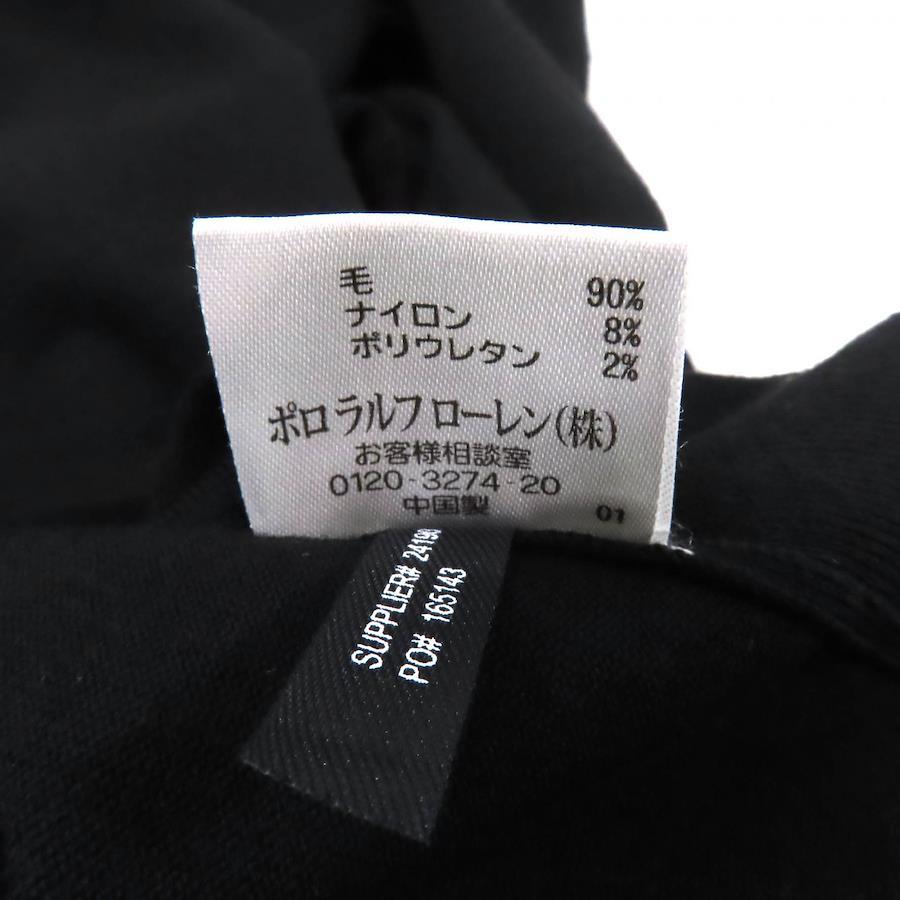 毛 90%
ナイロン 8%
ポリウレタン 2%
ポロ ラルフ ローレン(株)
お客様相談室
0120-3274-20
中国製 01
SUPPLIER# 24190
PO# 165143